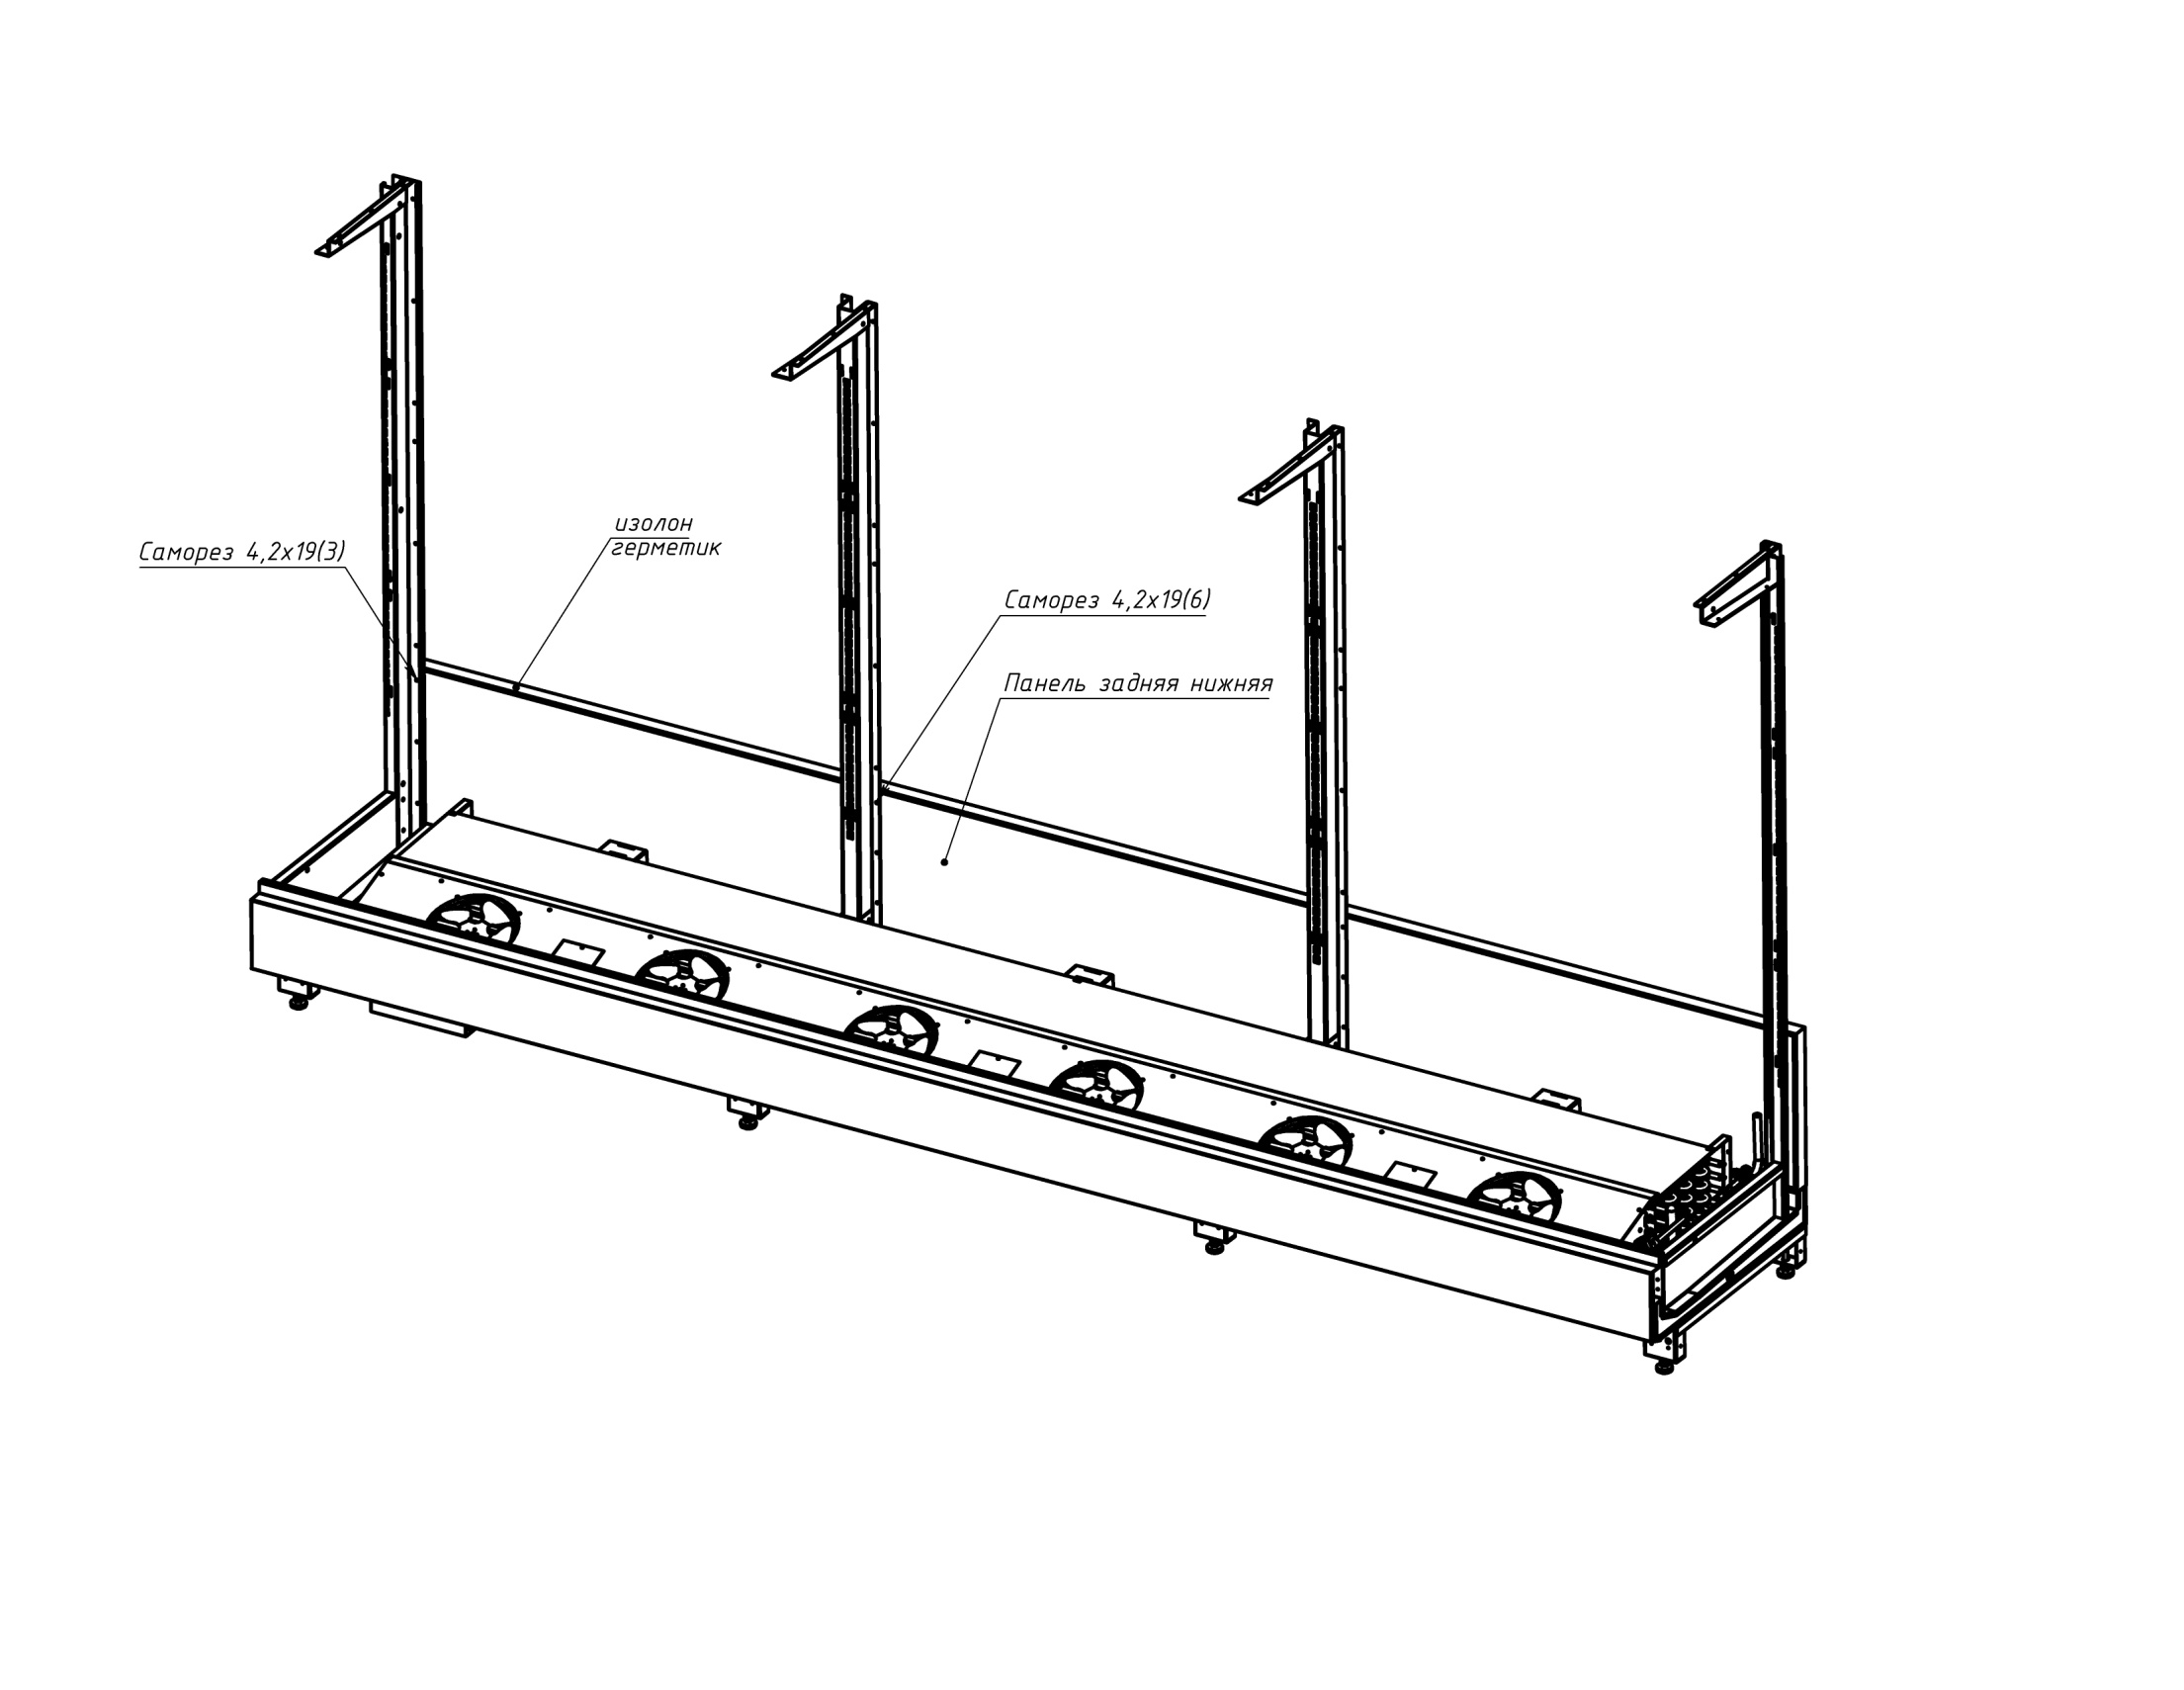 изолон
герметик
Саморез 4,2х19(3)
Саморез 4,2х19(6)
Панель задняя нижняя